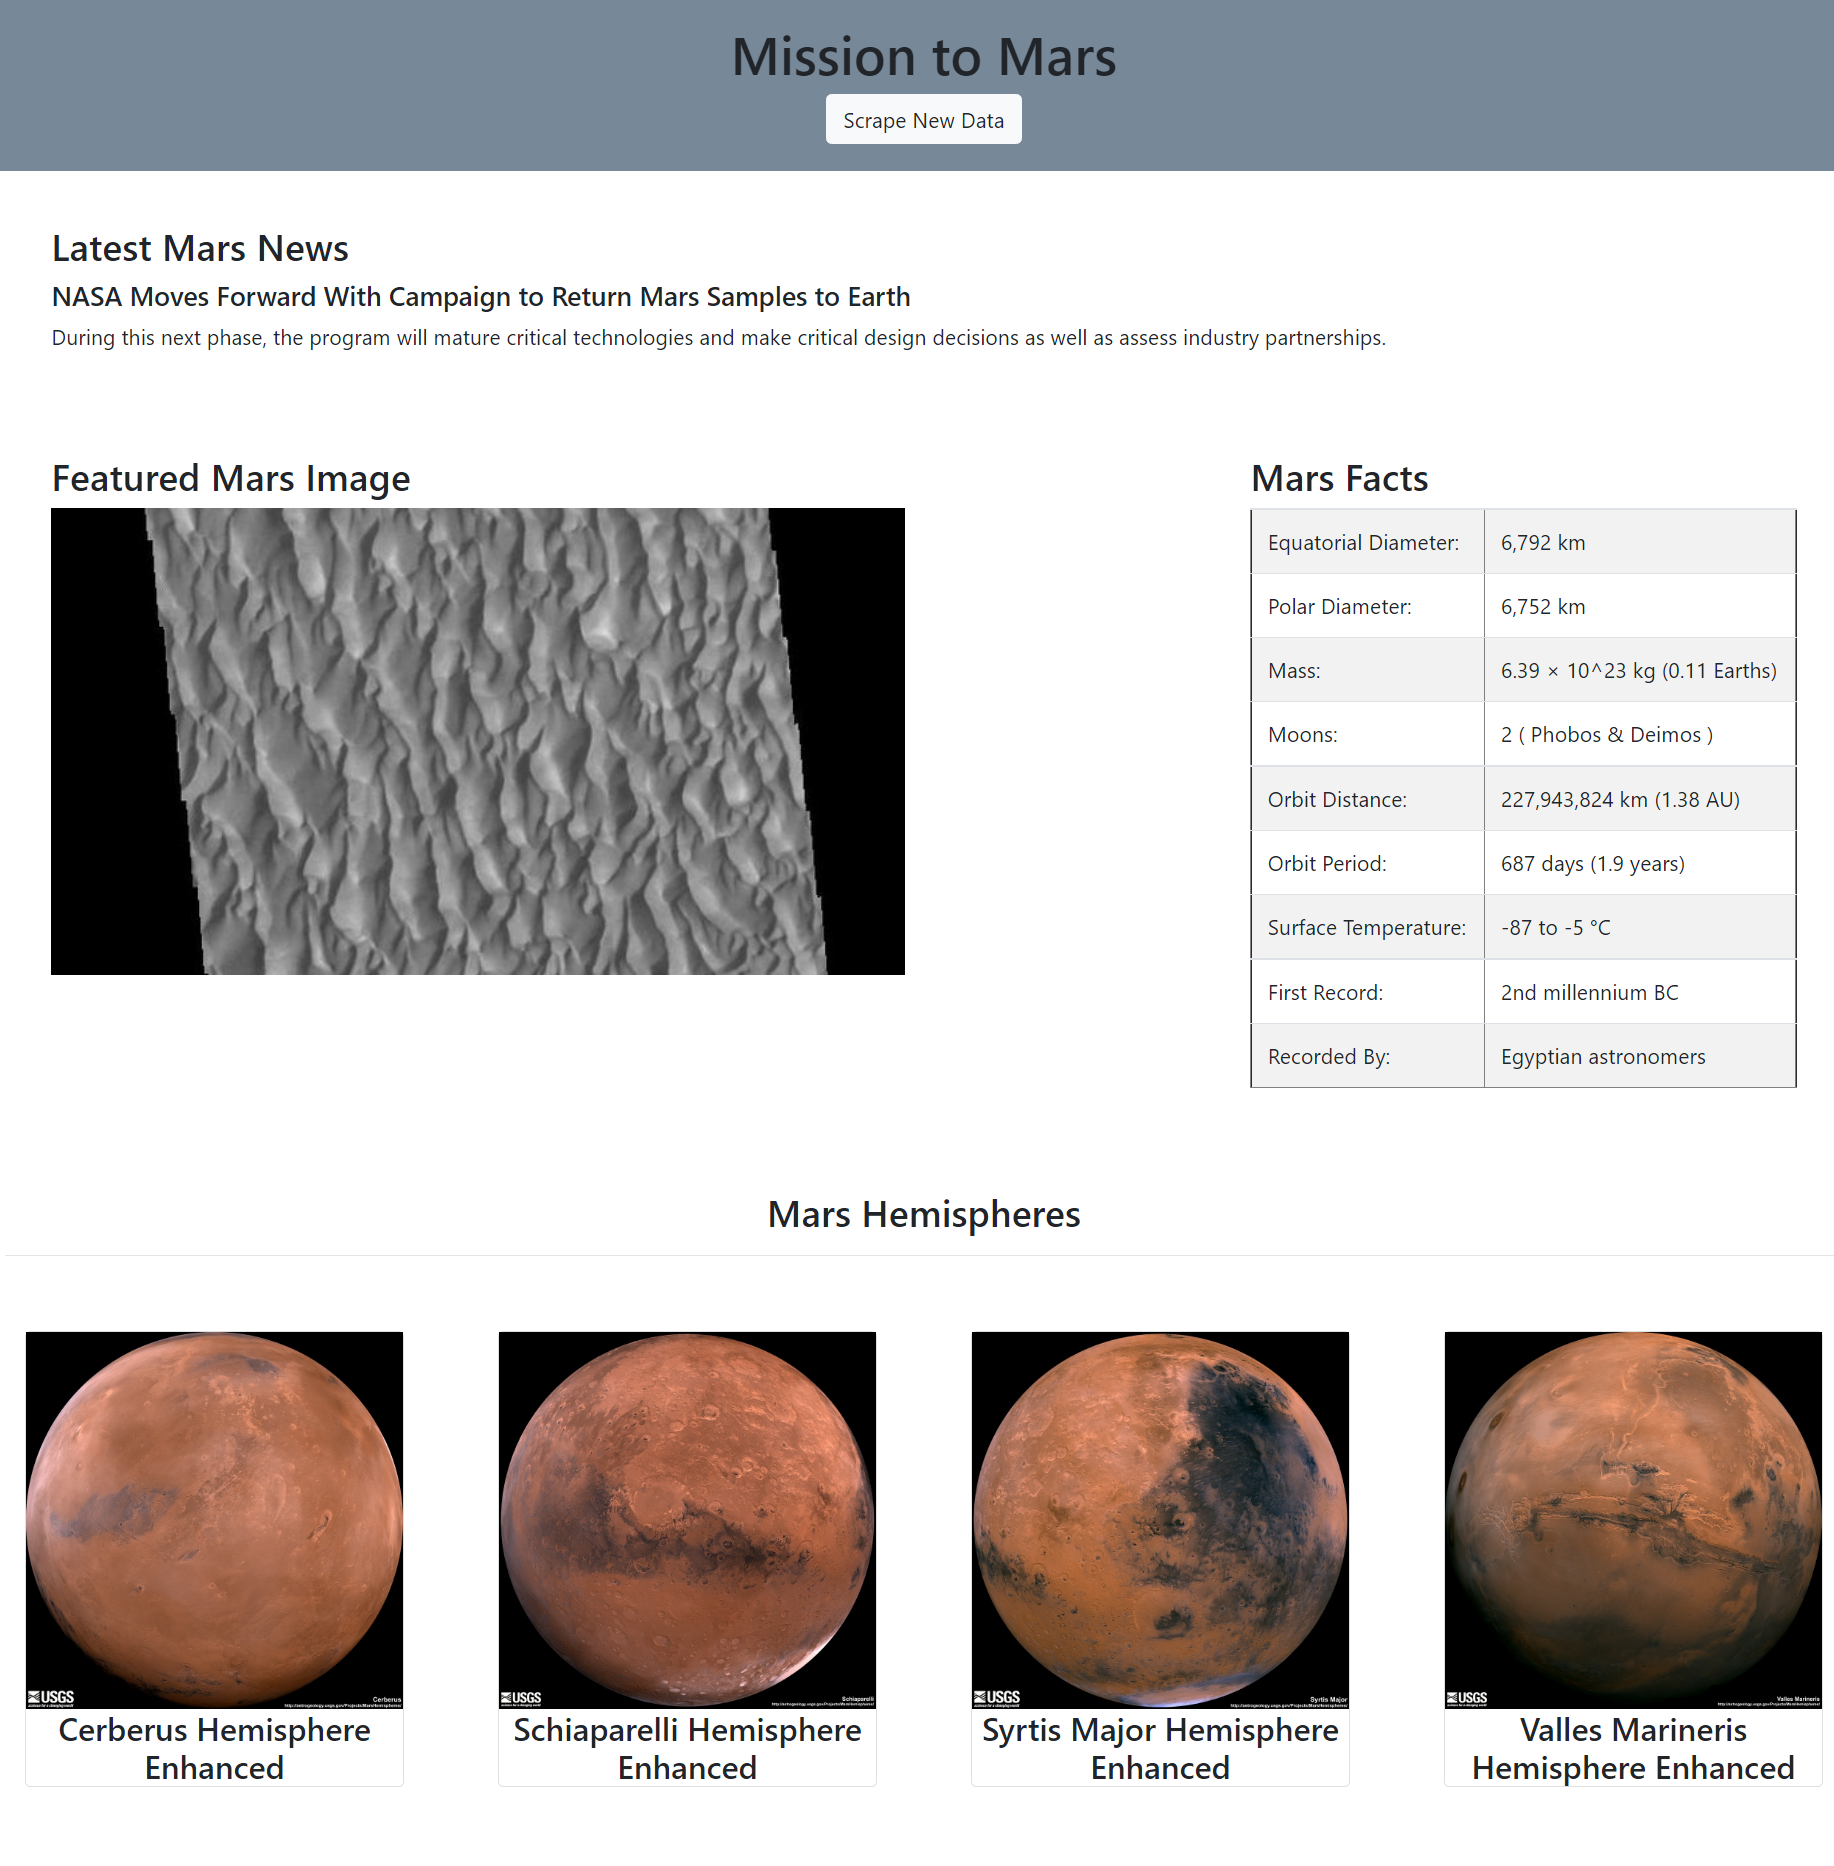 Mission to Mars
Scrape New Data
Latest Mars News
NASA Moves Forward With Campaign to Return Mars Samples to Earth
During this next phase, the program will mature critical technologies and make critical design decisions as well as assess industry partnerships.
Featured Mars Image
Mars Facts
Equatorial Diameter: 6,792 km
Polar Diameter: 6,752 km
Mass: 6.39 × 10^23 kg (0.11 Earths)
Moons: 2 ( Phobos & Deimos )
Orbit Distance: 227,943,824 km (1.38 AU)
Orbit Period: 687 days (1.9 years)
Surface Temperature: -87 to -5 °C
First Record: 2nd millennium BC
Recorded By: Egyptian astronomers
Mars Hemispheres
USGS
Cerberus
Cerberus Hemisphere
Enhanced
USGS
Schiaparelli
Schiaparelli Hemisphere
Enhanced
USGS
Syrtis Major
Syrtis Major Hemisphere
Enhanced
USGS
Valles Marineris
Valles Marineris
Hemisphere Enhanced